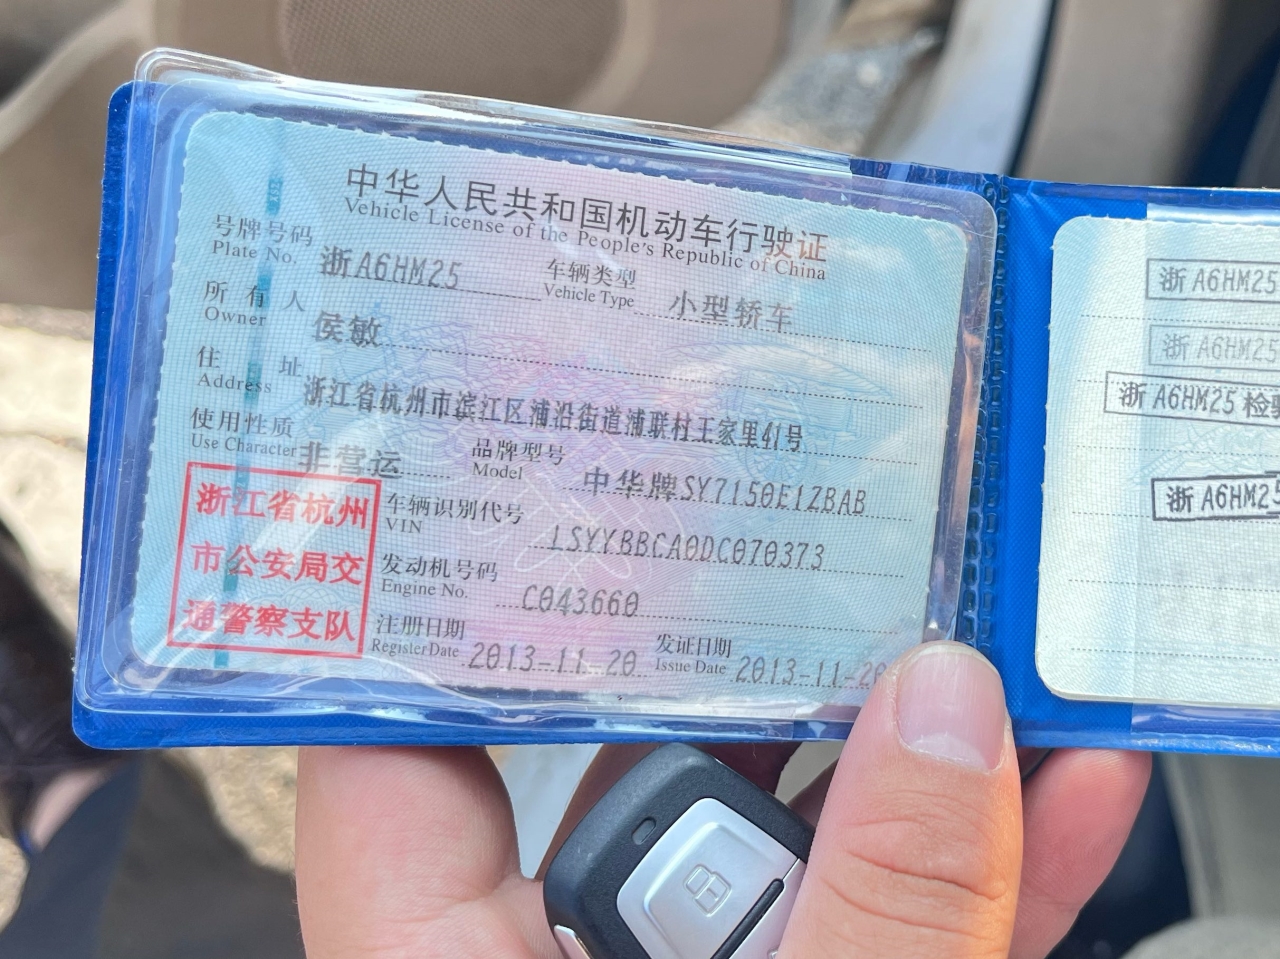 中华人民共和国机动车行驶证
Vehicle License of the People's Republic of China
号牌号码 浙A6HM25 车辆类型 小型轿车
Plate No. Vehicle Type
所有人 侯敏
Owner
住址 浙江省杭州市滨江区浦沿街道浦联村王家里41号
Address
使用性质 非营运 品牌型号 中华牌SY7150E1ZBAB
Use Character Model
车辆识别代号 LSYYBBCA0DC070373
VIN
发动机号码 C043660
Engine No.
注册日期 2013-11-20 发证日期 2013-11-20
Register Date Issue Date
浙江省杭州
市公安局交
通警察支队
浙A6HM25
浙A6HM25
浙A6HM25检
浙A6HM25